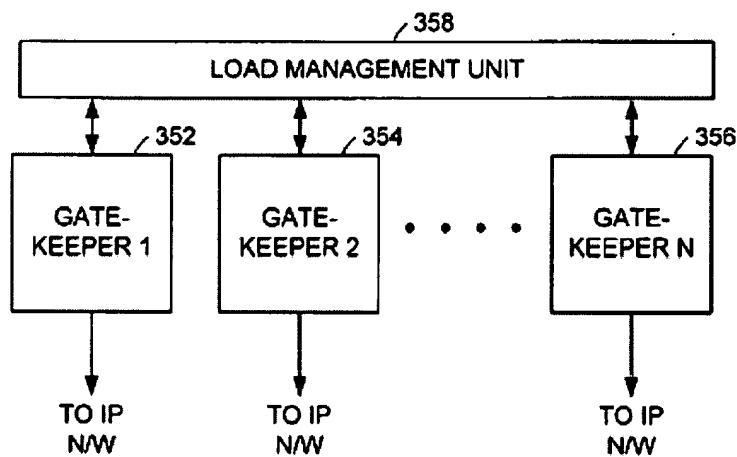 358
LOAD MANAGEMENT UNIT
352
354
356
GATE-
KEEPER 1
GATE-
KEEPER 2
GATE-
KEEPER N
TO IP
N/W
TO IP
N/W
TO IP
N/W